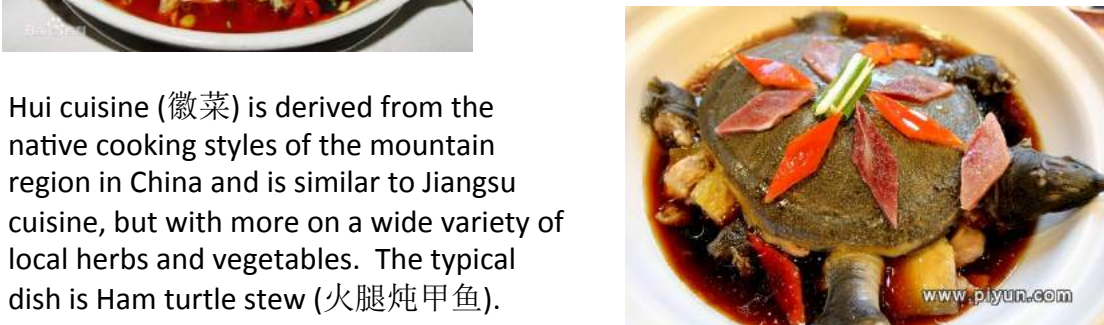 Hui cuisine (徽菜) is derived from the
native cooking styles of the mountain
region in China and is similar to Jiangsu
cuisine, but with more on a wide variety of
local herbs and vegetables.  The typical
dish is Ham turtle stew (火腿炖甲鱼).
www.piyun.com